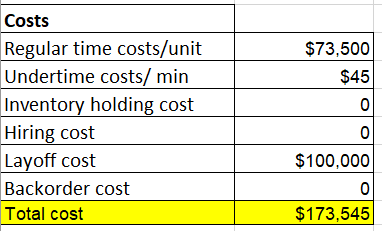 Costs
Regular time costs/unit $73,500
Undertime costs/ min $45
Inventory holding cost 0
Hiring cost 0
Layoff cost $100,000
Backorder cost 0
Total cost $173,545